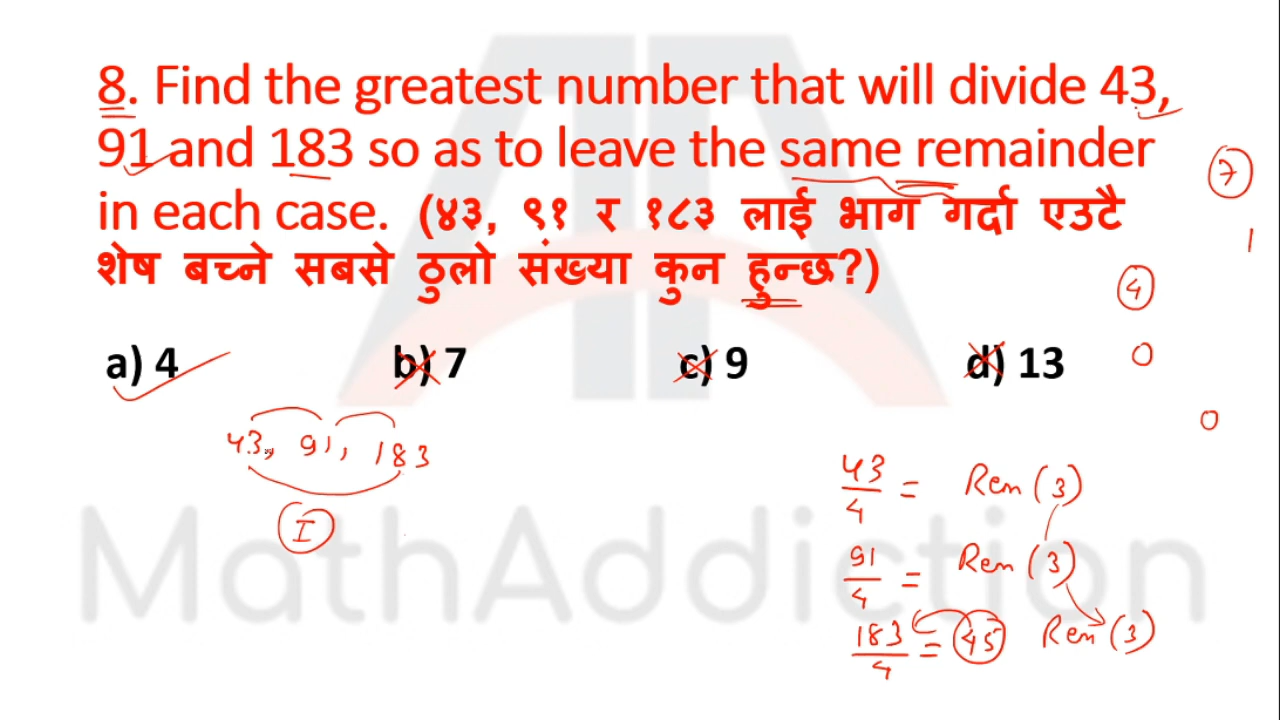 8. Find the greatest number that will divide 43,
91 and 183 so as to leave the same remainder
in each case. (४३, ९१ र १८३ लाई भाग गर्दा एउटै
शेष बच्ने सबसे ठुलो संख्या कुन हुन्छ?)
7
1
4
a) 4 b) 7 c) 9 d) 13
0
0
43, 91, 183
I
43/4 = Rem (3)
91/4 = Rem (3)
183/4 = 45 Rem (3)
MathAddiction